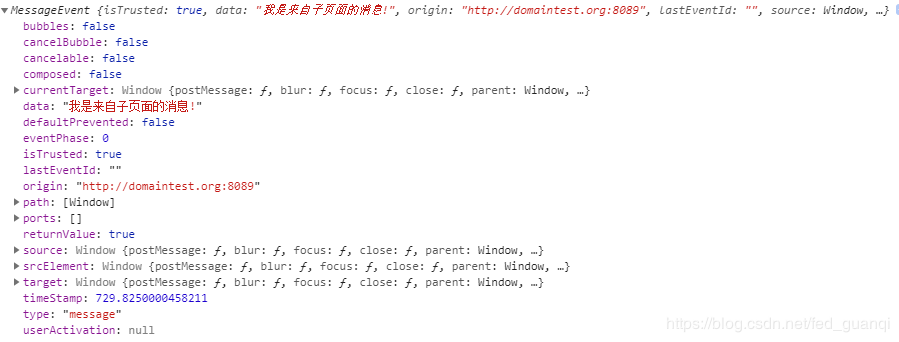 ▼MessageEvent {isTrusted: true, data: "我是来自子页面的消息!", origin: "http://domaintest.org:8089", lastEventId: "", source: Window, …}
bubbles: false
cancelBubble: false
cancelable: false
composed: false
▶currentTarget: Window {postMessage: ƒ, blur: ƒ, focus: ƒ, close: ƒ, parent: Window, …}
data: "我是来自子页面的消息!"
defaultPrevented: false
eventPhase: 0
isTrusted: true
lastEventId: ""
origin: "http://domaintest.org:8089"
▶path: [Window]
▶ports: []
returnValue: true
▶source: Window {postMessage: ƒ, blur: ƒ, focus: ƒ, close: ƒ, parent: Window, …}
▶srcElement: Window {postMessage: ƒ, blur: ƒ, focus: ƒ, close: ƒ, parent: Window, …}
▶target: Window {postMessage: ƒ, blur: ƒ, focus: ƒ, close: ƒ, parent: Window, …}
timeStamp: 729.8250000458211
type: "message"
userActivation: null
https://blog.csdn.net/fed_guanqi